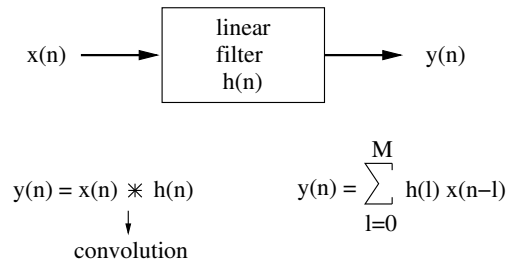 linear
x(n) filter y(n)
h(n)
y(n) = x(n) ✳ h(n)
convolution
M
y(n) = ∑ h(l) x(n−l)
l=0